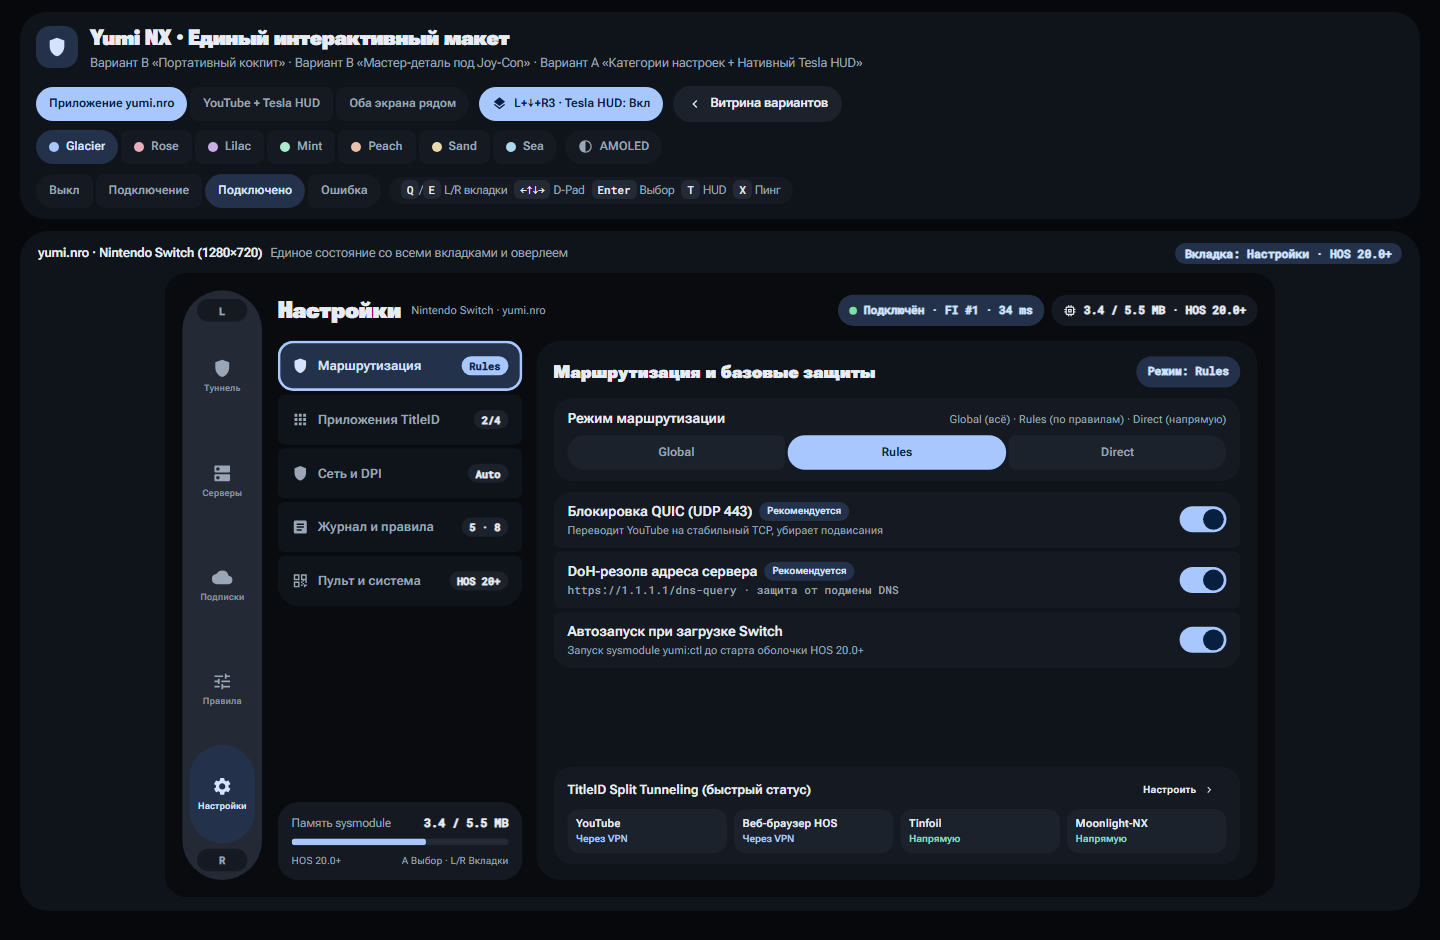 Yumi NX • Единый интерактивный макет
Вариант B «Портативный кокпит» · Вариант B «Мастер-деталь под Joy-Con» · Вариант A «Категории настроек + Нативный Tesla HUD»
Приложение yumi.nro
YouTube + Tesla HUD
Оба экрана рядом
L+↓+R3 · Tesla HUD: Вкл
Витрина вариантов
Glacier
Rose
Lilac
Mint
Peach
Sand
Sea
AMOLED
Выкл
Подключение
Подключено
Ошибка
Q / E L/R вкладки ←↑↓→ D-Pad Enter Выбор T HUD X Пинг
yumi.nro · Nintendo Switch (1280×720) Единое состояние со всеми вкладками и оверлеем
Вкладка: Настройки · HOS 20.0+
L
Туннель
Серверы
Подписки
Правила
Настройки
R
Настройки Nintendo Switch · yumi.nro
Подключён · FI #1 · 34 ms
3.4 / 5.5 MB · HOS 20.0+
Маршрутизация Rules
Приложения TitleID 2/4
Сеть и DPI Auto
Журнал и правила 5 · 8
Пульт и система HOS 20+
Память sysmodule 3.4 / 5.5 MB
HOS 20.0+ A Выбор · L/R Вкладки
Маршрутизация и базовые защиты
Режим: Rules
Режим маршрутизации
Global (всё) · Rules (по правилам) · Direct (напрямую)
Global
Rules
Direct
Блокировка QUIC (UDP 443) Рекомендуется
Переводит YouTube на стабильный TCP, убирает подвисания
DoH-резолв адреса сервера Рекомендуется
https://1.1.1.1/dns-query · защита от подмены DNS
Автозапуск при загрузке Switch
Запуск sysmodule yumi:ctl до старта оболочки HOS 20.0+
TitleID Split Tunneling (быстрый статус)
Настроить
YouTube
Через VPN
Веб-браузер HOS
Через VPN
Tinfoil
Напрямую
Moonlight-NX
Напрямую